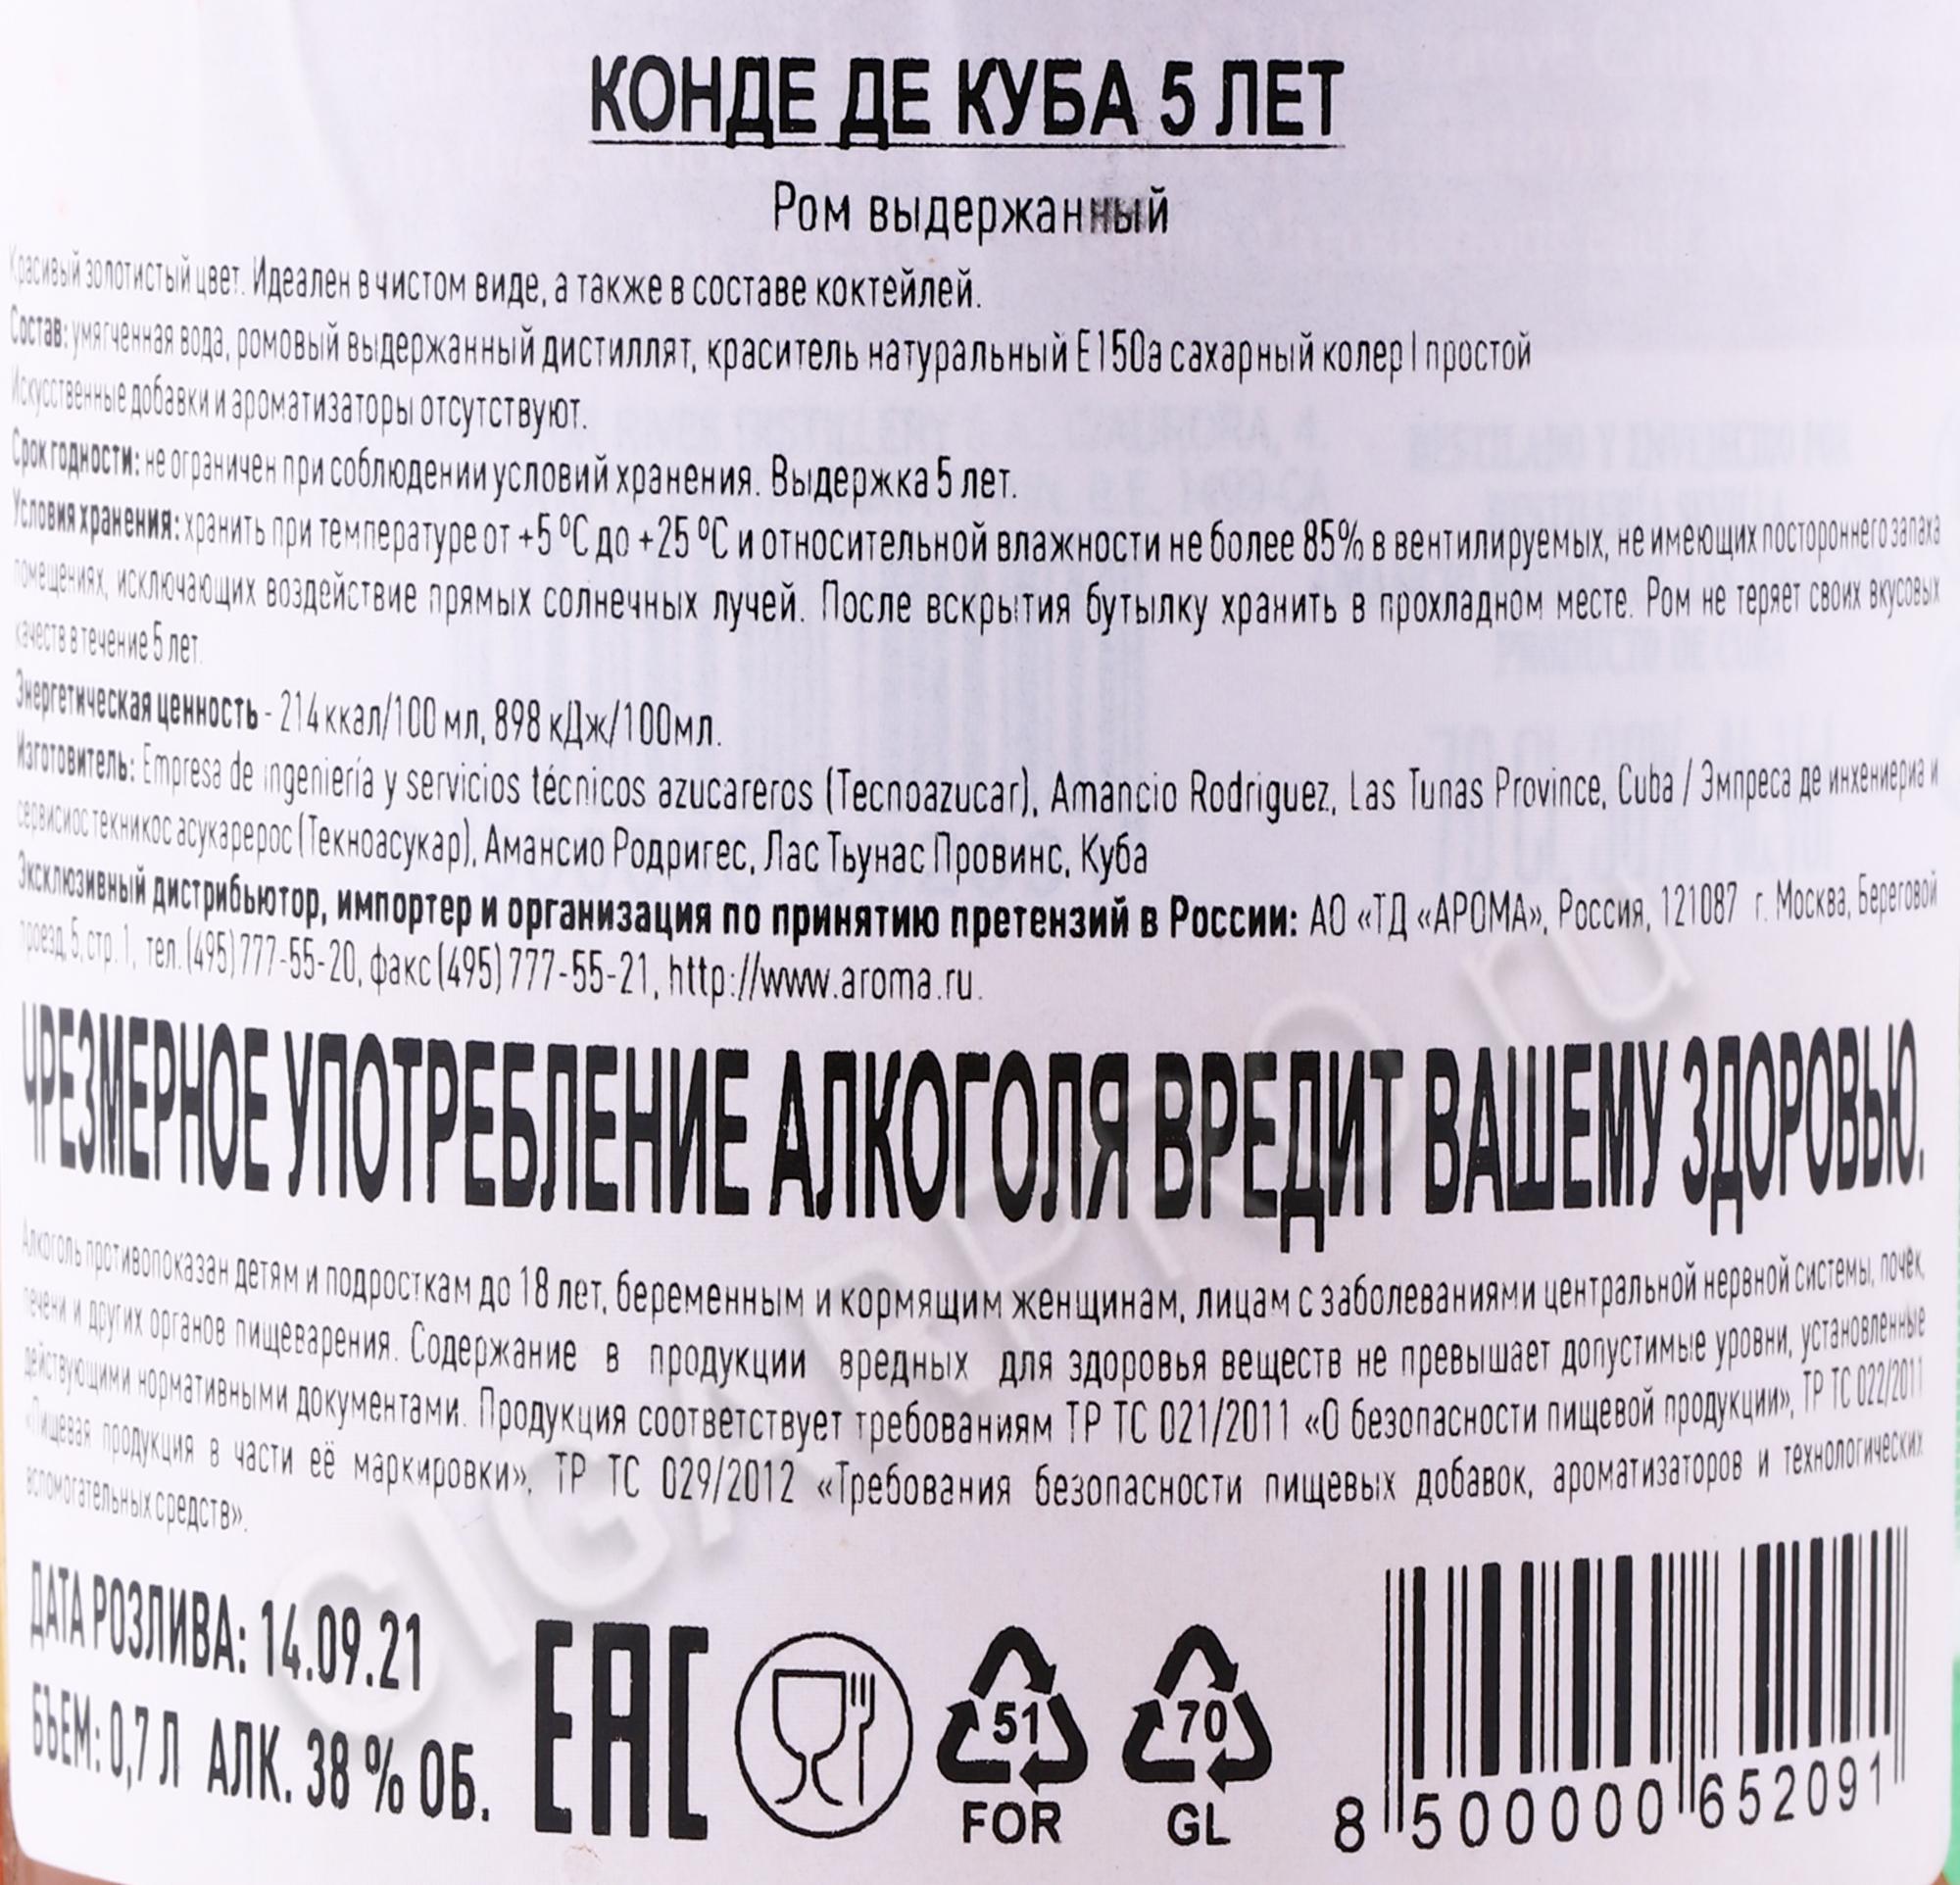 КОНДЕ ДЕ КУБА 5 ЛЕТ
Ром выдержанный
Красивый золотистый цвет. Идеален в чистом виде, а также в составе коктейлей.
Состав: умягченная вода, ромовый выдержанный дистиллят, краситель натуральный Е150а сахарный колер I простой
Искусственные добавки и ароматизаторы отсутствуют.
Срок годности: не ограничен при соблюдении условий хранения. Выдержка 5 лет.
Условия хранения: хранить при температуре от +5 ºС до +25 ºС и относительной влажности не более 85% в вентилируемых, не имеющих постороннего запаха
помещениях, исключающих воздействие прямых солнечных лучей. После вскрытия бутылку хранить в прохладном месте. Ром не теряет своих вкусовых
качеств в течение 5 лет.
Энергетическая ценность - 214 ккал/100 мл, 898 кДж/100мл.
Изготовитель: Empresa de ingeniería y servicios técnicos azucareros (Tecnoazucar), Amancio Rodriguez, Las Tunas Province, Cuba / Эмпреса де инхениериа и
сервисиос текникос асукарерос (Текноасукар), Амансио Родригес, Лас Тьунас Провинс, Куба
Эксклюзивный дистрибьютор, импортер и организация по принятию претензий в России: АО «ТД «АРОМА», Россия, 121087 г. Москва, Береговой
проезд, 5, стр. 1, тел. (495) 777-55-20, факс (495) 777-55-21, http://www.aroma.ru.
ЧРЕЗМЕРНОЕ УПОТРЕБЛЕНИЕ АЛКОГОЛЯ ВРЕДИТ ВАШЕМУ ЗДОРОВЬЮ.
Алкоголь противопоказан детям и подросткам до 18 лет, беременным и кормящим женщинам, лицам с заболеваниями центральной нервной системы, почек,
печени и других органов пищеварения. Содержание в продукции вредных для здоровья веществ не превышает допустимые уровни, установленные
действующими нормативными документами. Продукция соответствует требованиям ТР ТС 021/2011 «О безопасности пищевой продукции», ТР ТС 022/2011
«Пищевая продукция в части её маркировки», ТР ТС 029/2012 «Требования безопасности пищевых добавок, ароматизаторов и технологических
вспомогательных средств».
ДАТА РОЗЛИВА: 14.09.21
БЪЕМ: 0,7 Л АЛК. 38 % ОБ.
EAC
51
FOR
70
GL
8 500000 652091
CIGARPRO.ru